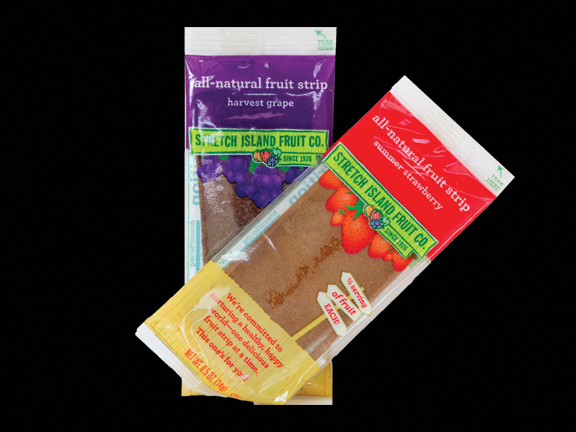 TEAR
all-natural fruit strip
harvest grape
STRETCH ISLAND FRUIT CO.
SINCE 1976
all-natural fruit strip
summer strawberry
STRETCH ISLAND FRUIT CO.
SINCE 1976
½ serving
of fruit
EACH!
We're committed to
nurturing a healthy, happy
world—one delicious
fruit strip at a time.
This one's for you!
NET WT. 0.5 OZ (14g)